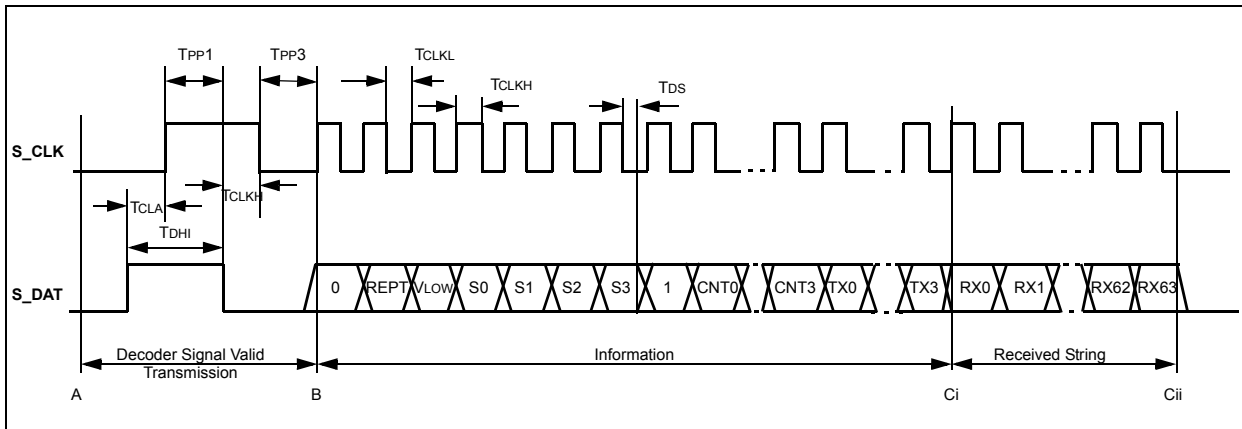 TPP1 TPP3 TCLKL
TCLKH TDS
S_CLK
TCLA TCLKH
TDHI
S_DAT
0 REPT VLOW S0 S1 S2 S3 1 CNT0 CNT3 TX0 TX3 RX0 RX1 RX62 RX63
Decoder Signal Valid
Transmission
Information
Received String
A B Ci Cii